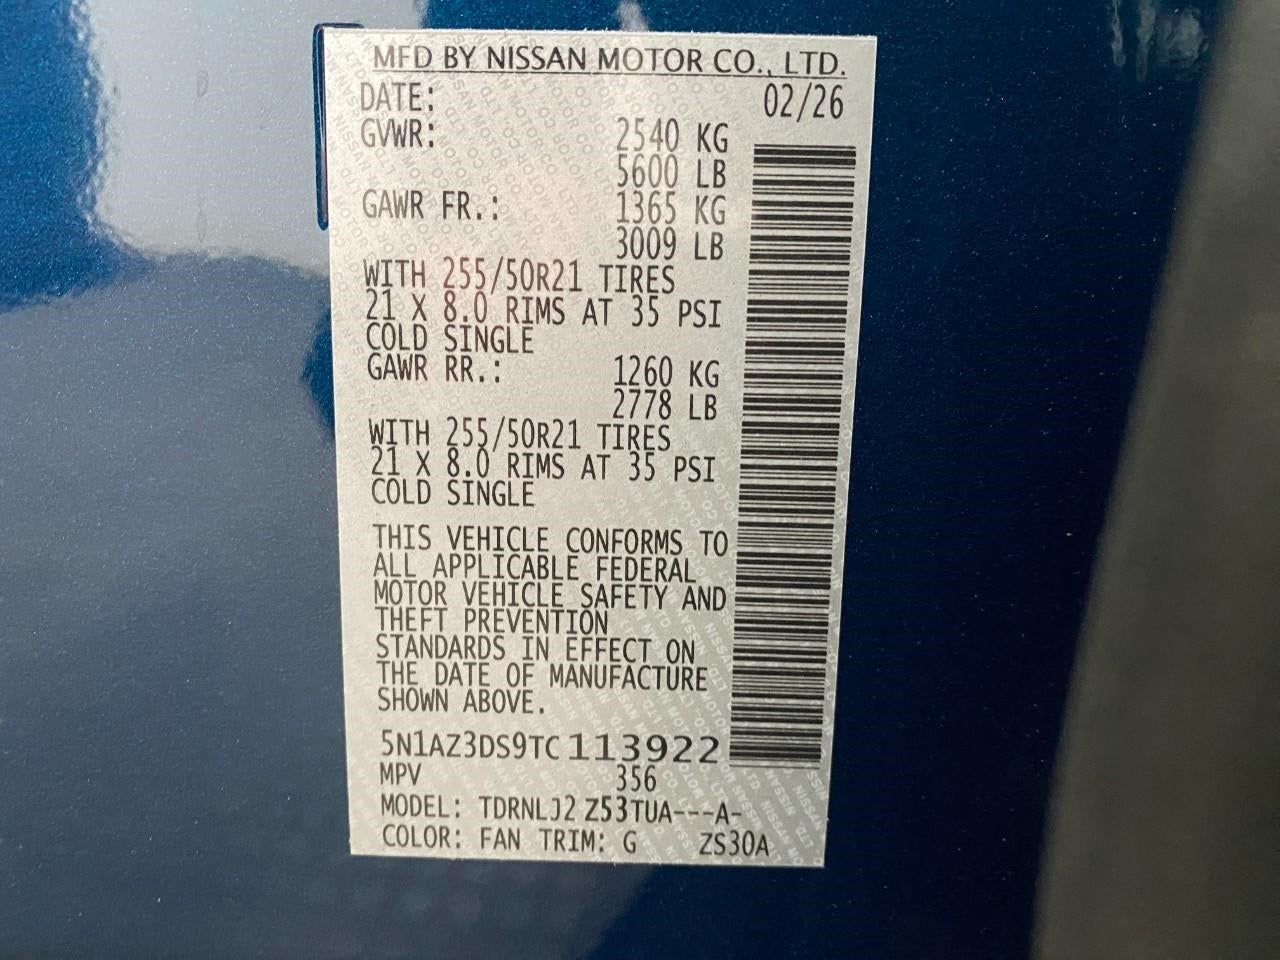 MFD BY NISSAN MOTOR CO., LTD.
DATE: 02/26
GVWR: 2540 KG
5600 LB
GAWR FR.: 1365 KG
3009 LB
WITH 255/50R21 TIRES
21 X 8.0 RIMS AT 35 PSI
COLD SINGLE
GAWR RR.: 1260 KG
2778 LB
WITH 255/50R21 TIRES
21 X 8.0 RIMS AT 35 PSI
COLD SINGLE
THIS VEHICLE CONFORMS TO
ALL APPLICABLE FEDERAL
MOTOR VEHICLE SAFETY AND
THEFT PREVENTION
STANDARDS IN EFFECT ON
THE DATE OF MANUFACTURE
SHOWN ABOVE.
5N1AZ3DS9TC113922
MPV 356
MODEL: TDRNLJ2 Z53TUA---A-
COLOR: FAN TRIM: G ZS30A